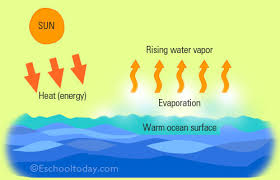 SUN
Rising water vapor
Heat (energy)
Evaporation
Warm ocean surface
©Eschooltoday.com